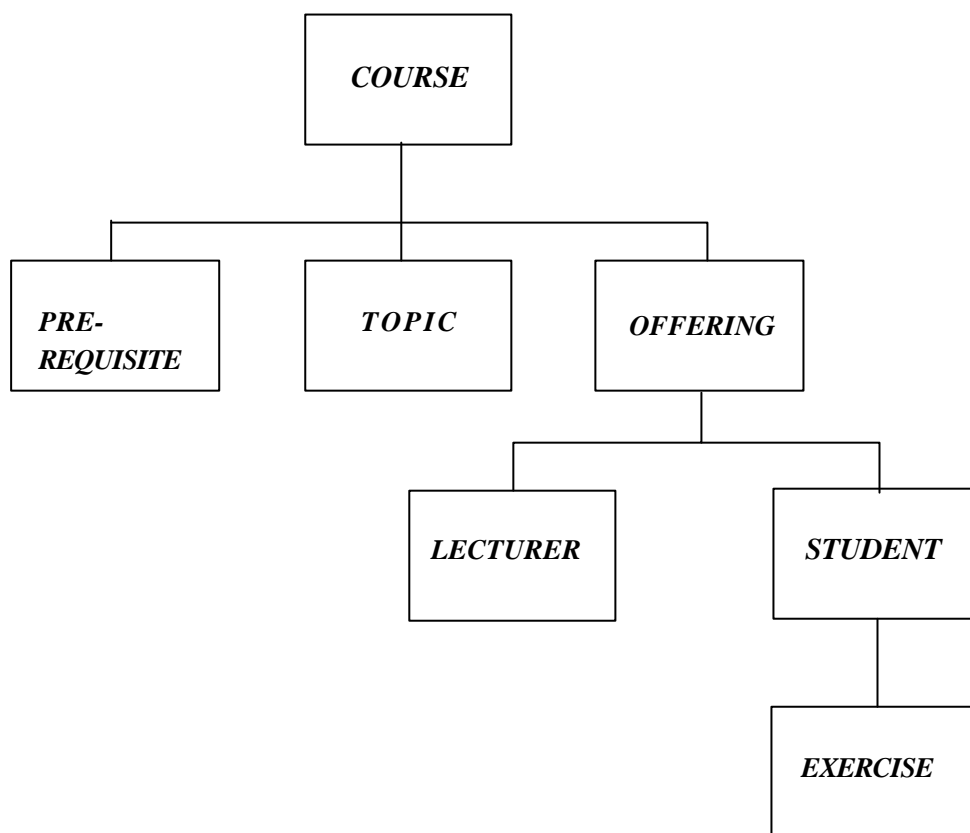 COURSE
PRE-
REQUISITE
TOPIC
OFFERING
LECTURER
STUDENT
EXERCISE